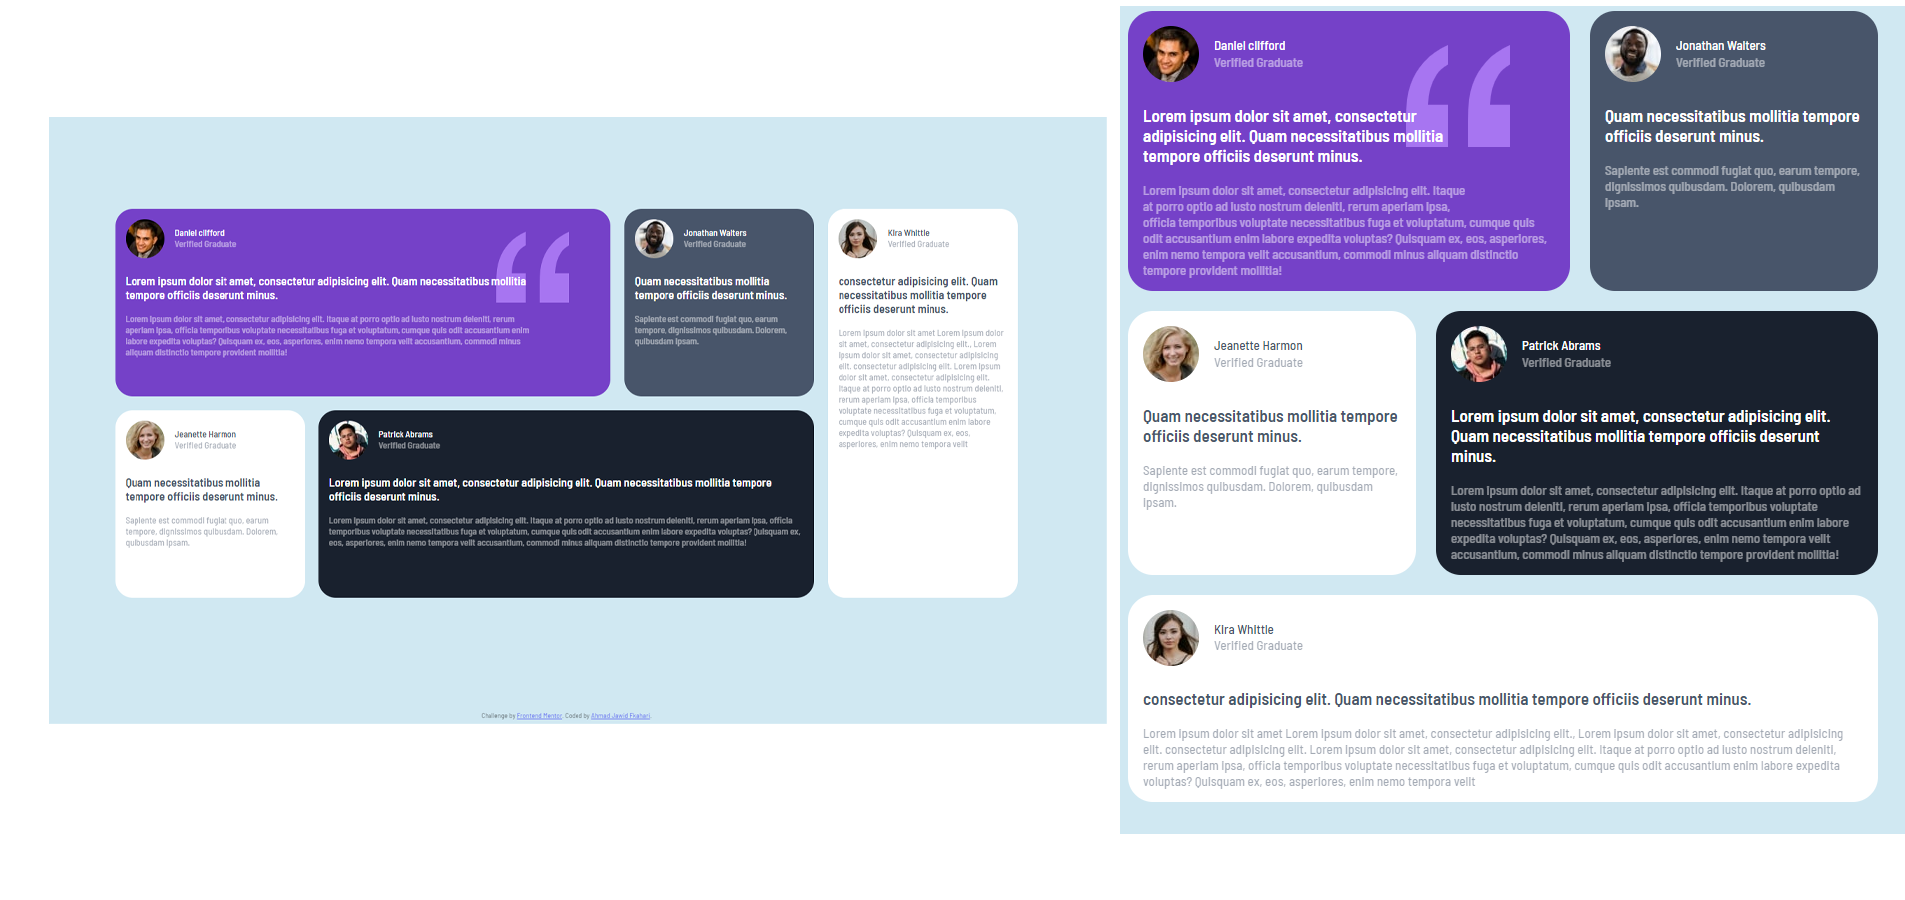 Daniel clifford
Verified Graduate
Lorem ipsum dolor sit amet, consectetur adipisicing elit. Quam necessitatibus mollitia
tempore officiis deserunt minus.
Lorem ipsum dolor sit amet, consectetur adipisicing elit. Itaque at porro optio ad iusto nostrum deleniti, rerum
aperiam ipsa, officia temporibus voluptate necessitatibus fuga et voluptatum, cumque quis odit accusantium enim
labore expedita voluptas? Quisquam ex, eos, asperiores, enim nemo tempora velit accusantium, commodi minus
aliquam distinctio tempore provident mollitia!
Jonathan Walters
Verified Graduate
Quam necessitatibus mollitia
tempore officiis deserunt minus.
Sapiente est commodi fugiat quo, earum
tempore, dignissimos quibusdam. Dolorem,
quibusdam ipsam.
Kira Whittle
Verified Graduate
consectetur adipisicing elit. Quam
necessitatibus mollitia tempore
officiis deserunt minus.
Lorem ipsum dolor sit amet Lorem ipsum dolor
sit amet, consectetur adipisicing elit., Lorem
ipsum dolor sit amet, consectetur adipisicing
elit. consectetur adipisicing elit. Lorem ipsum
dolor sit amet, consectetur adipisicing elit.
Itaque at porro optio ad iusto nostrum deleniti,
rerum aperiam ipsa, officia temporibus
voluptate necessitatibus fuga et voluptatum,
cumque quis odit accusantium enim labore
expedita voluptas? Quisquam ex, eos,
asperiores, enim nemo tempora velit
Jeanette Harmon
Verified Graduate
Quam necessitatibus mollitia
tempore officiis deserunt minus.
Sapiente est commodi fugiat quo, earum
tempore, dignissimos quibusdam. Dolorem,
quibusdam ipsam.
Patrick Abrams
Verified Graduate
Lorem ipsum dolor sit amet, consectetur adipisicing elit. Quam necessitatibus mollitia tempore
officiis deserunt minus.
Lorem ipsum dolor sit amet, consectetur adipisicing elit. Itaque at porro optio ad iusto nostrum deleniti, rerum aperiam ipsa, officia
temporibus voluptate necessitatibus fuga et voluptatum, cumque quis odit accusantium enim labore expedita voluptas? Quisquam ex,
eos, asperiores, enim nemo tempora velit accusantium, commodi minus aliquam distinctio tempore provident mollitia!
Challenge by Frontend Mentor. Coded by Ahmad Jawid Fkahari.
Daniel clifford
Verified Graduate
Lorem ipsum dolor sit amet, consectetur
adipisicing elit. Quam necessitatibus mollitia
tempore officiis deserunt minus.
Lorem ipsum dolor sit amet, consectetur adipisicing elit. Itaque
at porro optio ad iusto nostrum deleniti, rerum aperiam ipsa,
officia temporibus voluptate necessitatibus fuga et voluptatum, cumque quis
odit accusantium enim labore expedita voluptas? Quisquam ex, eos, asperiores,
enim nemo tempora velit accusantium, commodi minus aliquam distinctio
tempore provident mollitia!
Jonathan Walters
Verified Graduate
Quam necessitatibus mollitia tempore
officiis deserunt minus.
Sapiente est commodi fugiat quo, earum tempore,
dignissimos quibusdam. Dolorem, quibusdam
ipsam.
Jeanette Harmon
Verified Graduate
Quam necessitatibus mollitia tempore
officiis deserunt minus.
Sapiente est commodi fugiat quo, earum tempore,
dignissimos quibusdam. Dolorem, quibusdam
ipsam.
Patrick Abrams
Verified Graduate
Lorem ipsum dolor sit amet, consectetur adipisicing elit.
Quam necessitatibus mollitia tempore officiis deserunt
minus.
Lorem ipsum dolor sit amet, consectetur adipisicing elit. Itaque at porro optio ad
iusto nostrum deleniti, rerum aperiam ipsa, officia temporibus voluptate
necessitatibus fuga et voluptatum, cumque quis odit accusantium enim labore
expedita voluptas? Quisquam ex, eos, asperiores, enim nemo tempora velit
accusantium, commodi minus aliquam distinctio tempore provident mollitia!
Kira Whittle
Verified Graduate
consectetur adipisicing elit. Quam necessitatibus mollitia tempore officiis deserunt minus.
Lorem ipsum dolor sit amet Lorem ipsum dolor sit amet, consectetur adipisicing elit., Lorem ipsum dolor sit amet, consectetur adipisicing
elit. consectetur adipisicing elit. Lorem ipsum dolor sit amet, consectetur adipisicing elit. Itaque at porro optio ad iusto nostrum deleniti,
rerum aperiam ipsa, officia temporibus voluptate necessitatibus fuga et voluptatum, cumque quis odit accusantium enim labore expedita
voluptas? Quisquam ex, eos, asperiores, enim nemo tempora velit